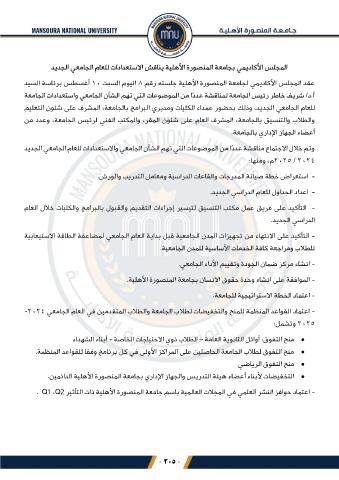 MANSOURA NATIONAL UNIVERSITY
جـامـعـة المنصـورة الأهـليـة
المجلس الأكاديمي بجامعة المنصورة الأهلية يناقش الاستعدادات للعام الجامعي الجديد
عقد المجلس الأكاديمي لجامعة المنصورة الأهلية جلسته رقم ٨ اليوم السبت ١٠ أغسطس برئاسة السيد
أ.د/ شريف خاطر رئيس الجامعة لمناقشة عددًا من الموضوعات التي تهم الشأن الجامعي واستعدادات الجامعة
للعام الجامعي الجديد، وذلك بحضور عمداء الكليات ومديري البرامج بالجامعة، المشرف على شئون التعليم
والطلاب والتنسيق بالجامعة، المشرف العام على شئون المقر، والمكتب الفني لرئيس الجامعة، وعدد من
أعضاء الجهاز الإداري بالجامعة.
وتم خلال الاجتماع مناقشة عددًا من الموضوعات التي تهم الشأن الجامعي والاستعدادات للعام الجامعي الجديد
٢٠٢٤ / ٢٠٢٥م، ومنها:
- استعراض خطة صيانة المدرجات والقاعات الدراسية ومعامل التدريب والورش.
- اعداد الجداول للعام الدراسي الجديد.
- التأكيد على فريق عمل مكتب التنسيق لتيسير إجراءات التقديم والقبول بالبرامج والكليات خلال العام
الدراسي الجديد.
- التأكيد على الانتهاء من تجهيزات المدن الجامعية قبل بداية العام الجامعي لمضاعفة الطاقة الاستيعابية
للطلاب ومراجعة كافة الخدمات الأساسية للمدن الجامعية.
- انشاء مركز ضمان الجودة وتقييم الأداء الجامعي.
- الموافقة على انشاء وحدة حقوق الانسان بجامعة المنصورة الأهلية.
- اعتماد الخطة الاستراتيجية للجامعة.
- اعتماد القواعد المنظمة للمنح والتخفيضات لطلاب الجامعة والطلاب المتقدمين في العام الجامعي ٢٠٢٤-
٢٠٢٥ وتشمل:
• منح التفوق: أوائل الثانوية العامة – الطلاب ذوي الاحتياجات الخاصة - أبناء الشهداء
• منح التفوق لطلاب الجامعة الحاصلين على المراكز الأولى في كل برنامج وفقا للقواعد المنظمة.
• منح التفوق الرياضي
• التخفيضات لأبناء أعضاء هيئة التدريس والجهاز الإداري بجامعة المنصورة الأهلية الدائمين.
- اعتماد حوافز النشر العلمي في المجلات العالمية باسم جامعة المنصورة الأهلية ذات التأثير Q1 ،Q2 .
- ٣٠٥ -